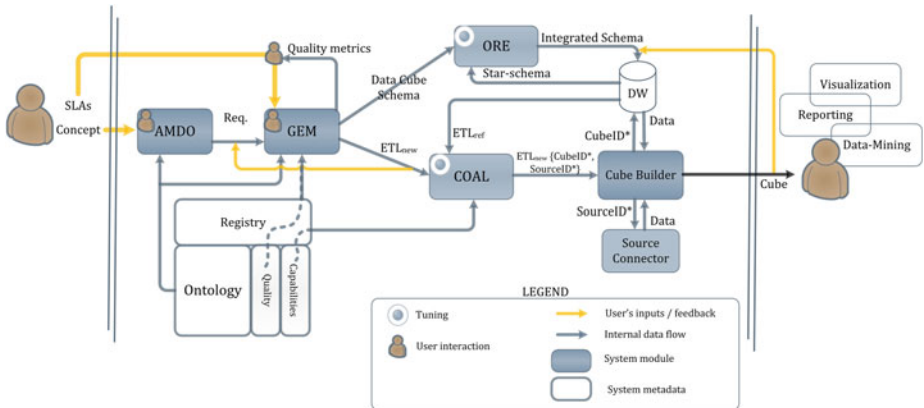 Quality metrics
ORE
Integrated Schema
Star-schema
Data Cube
Schema
DW
Visualization
Reporting
Data-Mining
SLAs
Concept
AMDO
Req.
GEM
ETLref
ETLnew
CubeID*
Data
COAL
ETLnew {CubeID*,
SourceID*}
Cube Builder
Cube
SourceID*
Data
Source
Connector
Registry
Ontology
Quality
Capabilities
LEGEND
Tuning
User's inputs / feedback
Internal data flow
User interaction
System module
System metadata